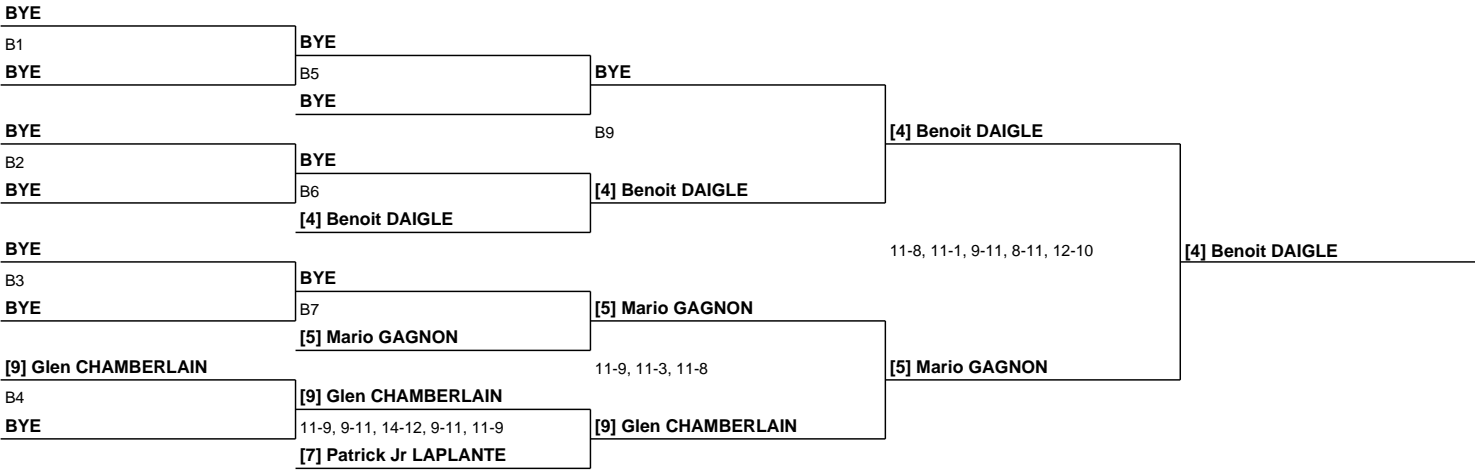 BYE
B1
BYE
BYE
B5
BYE
BYE
BYE
B2
BYE
BYE
B6
[4] Benoit DAIGLE
B9
[4] Benoit DAIGLE
[4] Benoit DAIGLE
BYE
B3
BYE
BYE
B7
[5] Mario GAGNON
[5] Mario GAGNON
[9] Glen CHAMBERLAIN
B4
BYE
[9] Glen CHAMBERLAIN
11-9, 9-11, 14-12, 9-11, 11-9
[7] Patrick Jr LAPLANTE
11-9, 11-3, 11-8
[9] Glen CHAMBERLAIN
[5] Mario GAGNON
11-8, 11-1, 9-11, 8-11, 12-10
[4] Benoit DAIGLE